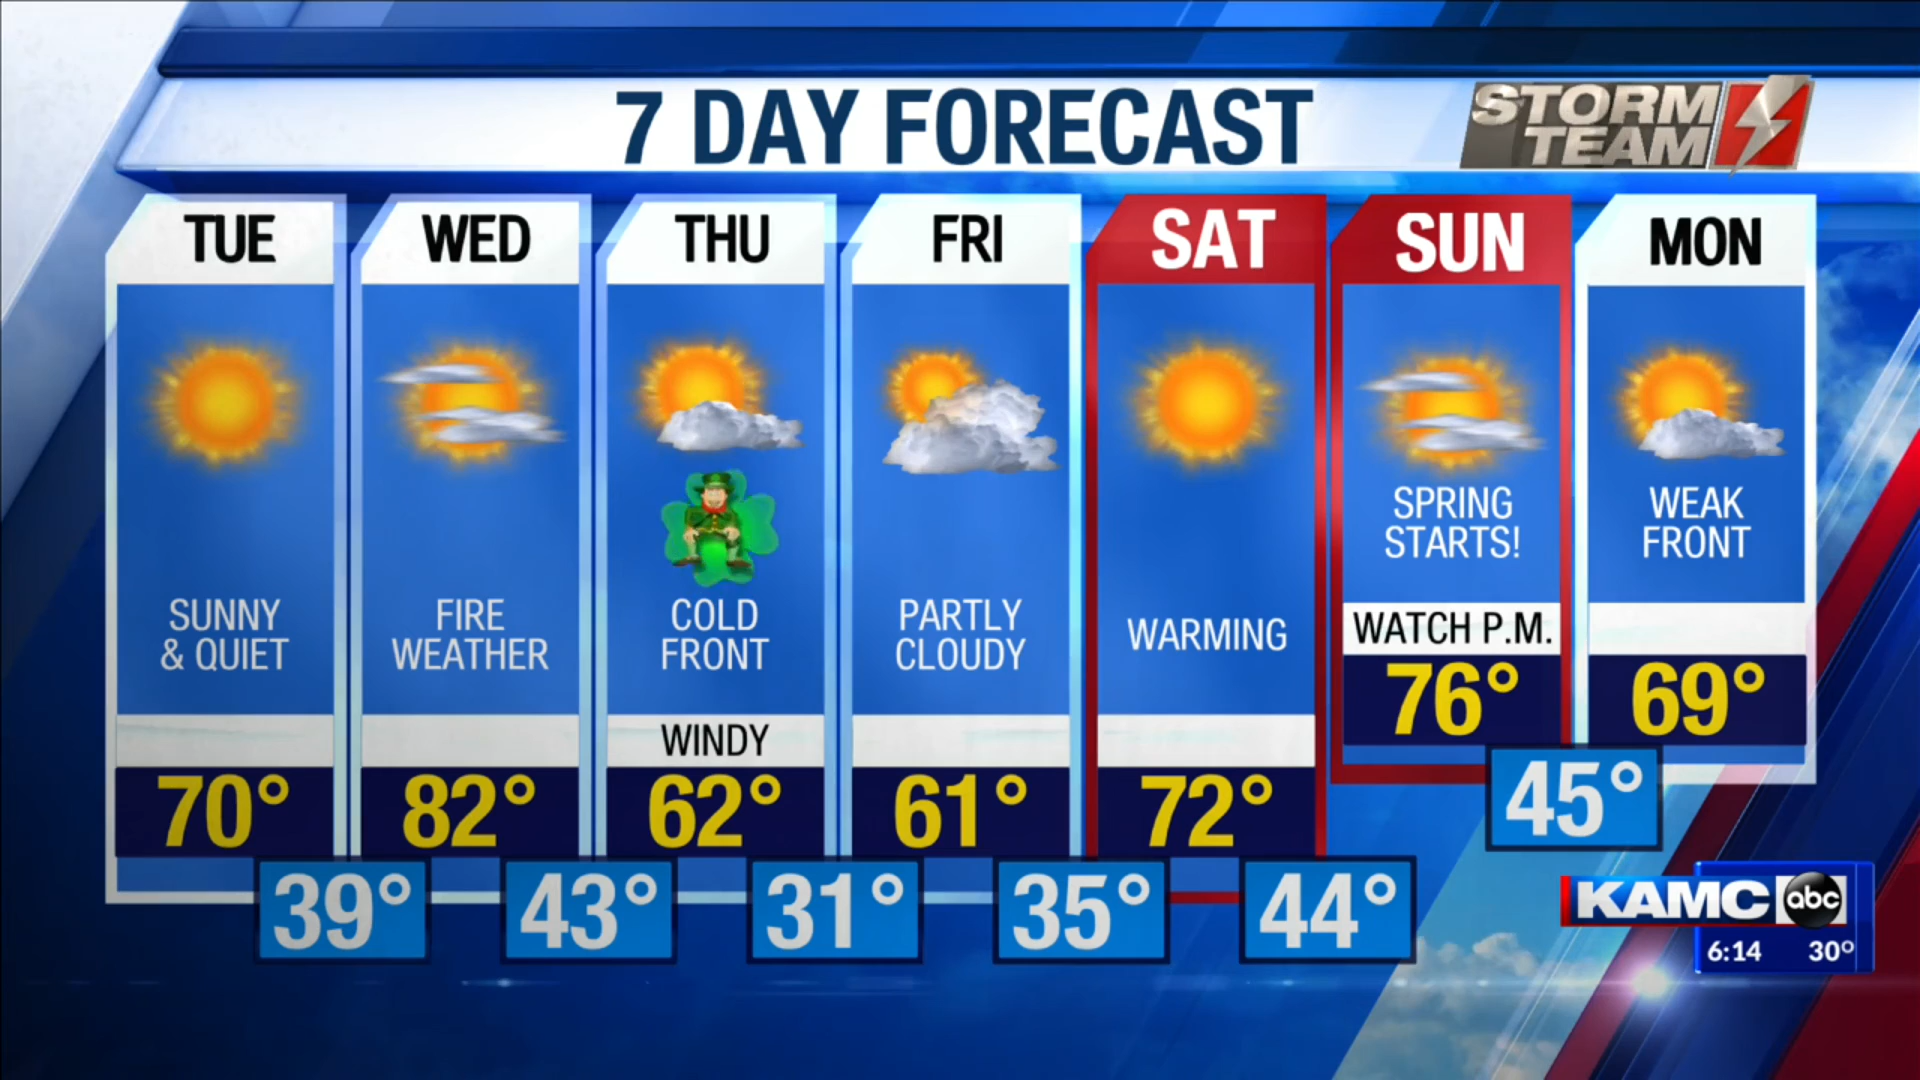 7 DAY FORECAST
STORM
TEAM
TUE
SUNNY
& QUIET
70°
WED
FIRE
WEATHER
82°
THU
COLD
FRONT
WINDY
62°
FRI
PARTLY
CLOUDY
61°
SAT
WARMING
72°
SUN
SPRING
STARTS!
WATCH P.M.
76°
MON
WEAK
FRONT
69°
39°
43°
31°
35°
44°
45°
KAMC abc
6:14 30°